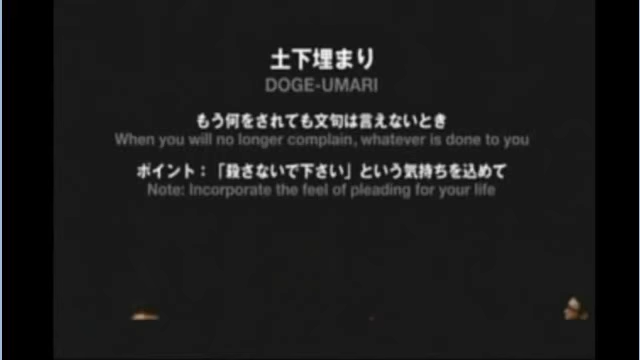 土下埋まり
DOGE-UMARI
もう何をされても文句は言えないとき
When you will no longer complain, whatever is done to you
ポイント：「殺さないで下さい」という気持ちを込めて
Note: Incorporate the feel of pleading for your life